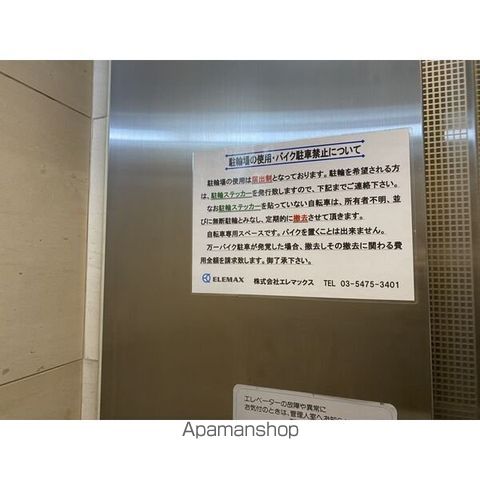 駐輪場の使用・バイク駐車禁止について
駐輪場の使用は届出制となっております。駐輪を希望される方
は、駐輪ステッカーを発行致しますので、下記までご連絡下さい。
なお駐輪ステッカーを貼っていない自転車は、所有者不明、並
びに無断駐輪とみなし、定期的に撤去させて頂きます。
自転車専用スペースです。バイクを置くことは出来ません。
万一バイク駐車が発覚した場合、撤去しその撤去に関わる費
用全額を請求致します。御了承下さい。
ELEMAX 株式会社エレマックス TEL 03-5475-3401
エレベーターの故障や異常に
お気付のときは、管理人室へお知
Apamanshop